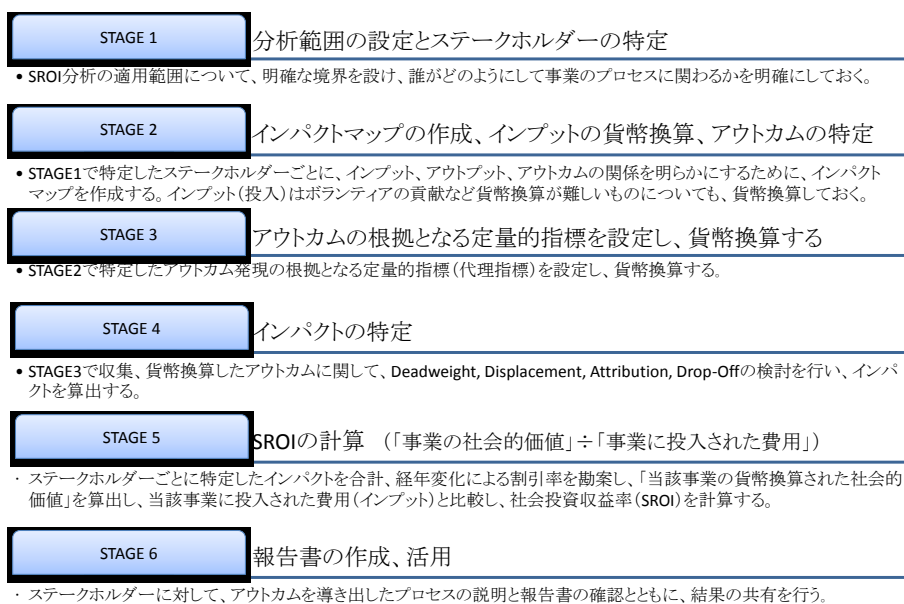 STAGE 1
分析範囲の設定とステークホルダーの特定
• SROI分析の適用範囲について、明確な境界を設け、誰がどのようにして事業のプロセスに関わるかを明確にしておく。
STAGE 2
インパクトマップの作成、インプットの貨幣換算、アウトカムの特定
• STAGE1で特定したステークホルダーごとに、インプット、アウトプット、アウトカムの関係を明らかにするために、インパクト
マップを作成する。インプット(投入)はボランティアの貢献など貨幣換算が難しいものについても、貨幣換算しておく。
STAGE 3
アウトカムの根拠となる定量的指標を設定し、貨幣換算する
• STAGE2で特定したアウトカム発現の根拠となる定量的指標(代理指標)を設定し、貨幣換算する。
STAGE 4
インパクトの特定
• STAGE3で収集、貨幣換算したアウトカムに関して、Deadweight, Displacement, Attribution, Drop-Offの検討を行い、インパ
クトを算出する。
STAGE 5
SROIの計算 (「事業の社会的価値」÷「事業に投入された費用」)
・ ステークホルダーごとに特定したインパクトを合計、経年変化による割引率を勘案し、「当該事業の貨幣換算された社会的
価値」を算出し、当該事業に投入された費用(インプット)と比較し、社会投資収益率(SROI)を計算する。
STAGE 6
報告書の作成、活用
・ ステークホルダーに対して、アウトカムを導き出したプロセスの説明と報告書の確認とともに、結果の共有を行う。